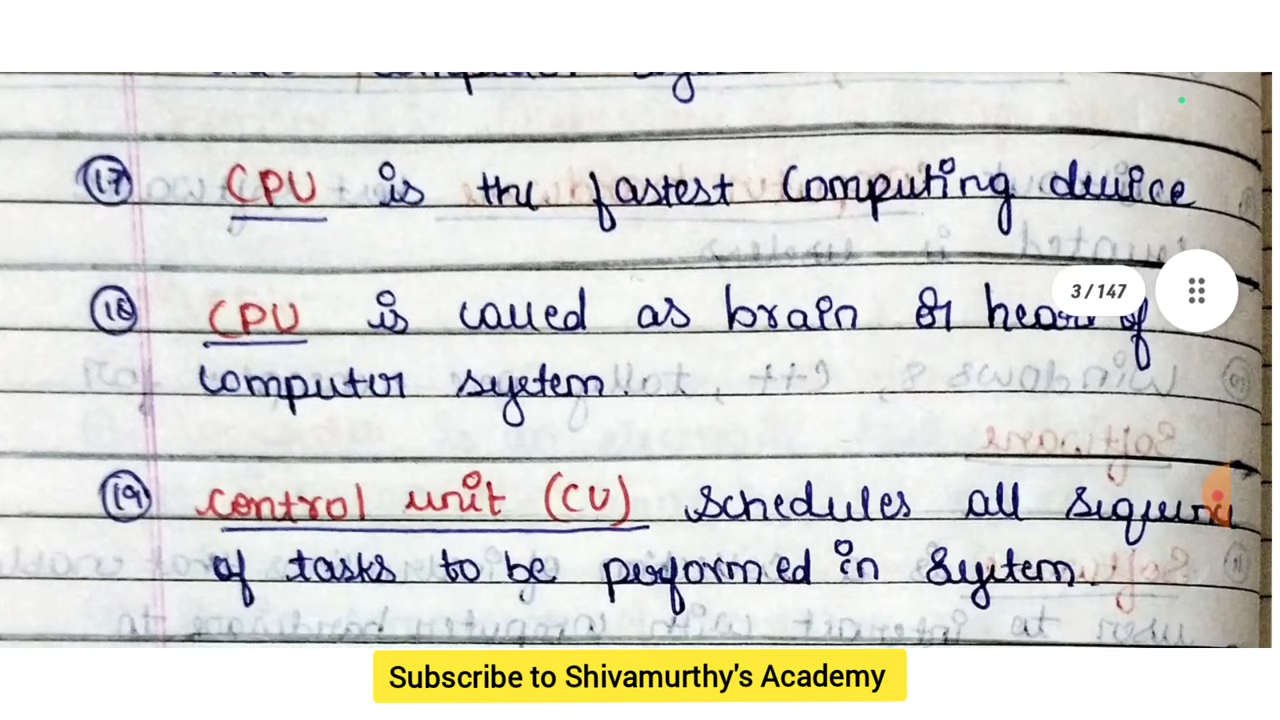 17 CPU is the fastest Computing device
3 / 147
18 CPU is called as brain or heart of
computer system.
19 control unit (CU) schedules all sequence
of tasks to be performed in system.
Subscribe to Shivamurthy's Academy